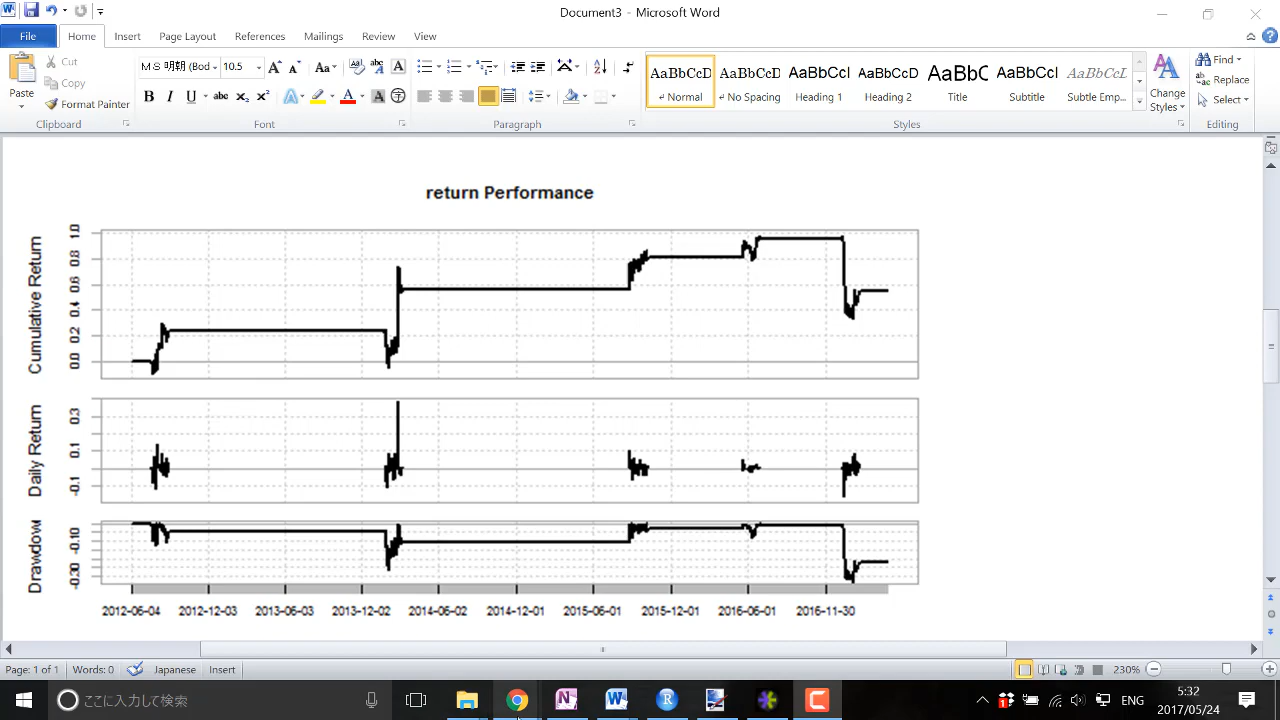 Document3 - Microsoft Word
File Home Insert Page Layout References Mailings Review View
Paste
Cut
Copy
Format Painter
Clipboard
MS 明朝 (Bod 10.5
Font
Paragraph
AaBbCcD
↲ Normal
AaBbCcD
↲ No Spacing
AaBbCcI
Heading 1
AaBbCcD
Heading 2
AaBbC
Title
AaBbCcI
Subtitle
AaBbCcD
Subtle Emp...
Change
Styles
Styles
Find
Replace
Select
Editing
return Performance
Cumulative Return
1.0
0.8
0.6
0.4
0.2
0.0
Daily Return
0.3
0.1
-0.1
Drawdow
-0.10
-0.30
2012-06-04 2012-12-03 2013-06-03 2013-12-02 2014-06-02 2014-12-01 2015-06-01 2015-12-01 2016-06-01 2016-11-30
Page: 1 of 1 Words: 0 Japanese Insert 230%
ここに入力して検索
ENG
5:32
2017/05/24